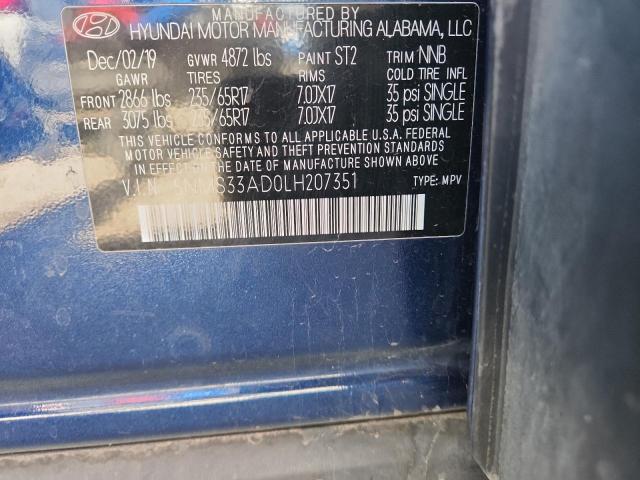 MANUFACTURED BY
HYUNDAI MOTOR MANUFACTURING ALABAMA, LLC
Dec/02/19 GVWR 4872 lbs PAINT ST2 TRIM NNB
GAWR TIRES RIMS COLD TIRE INFL
FRONT 2866 lbs 235/65R17 7.0JX17 35 psi SINGLE
REAR 3075 lbs 235/65R17 7.0JX17 35 psi SINGLE
THIS VEHICLE CONFORMS TO ALL APPLICABLE U.S.A. FEDERAL
MOTOR VEHICLE SAFETY AND THEFT PREVENTION STANDARDS
IN EFFECT ON THE DATE OF MANUFACTURE SHOWN ABOVE.
V.I.N TYPE: MPV